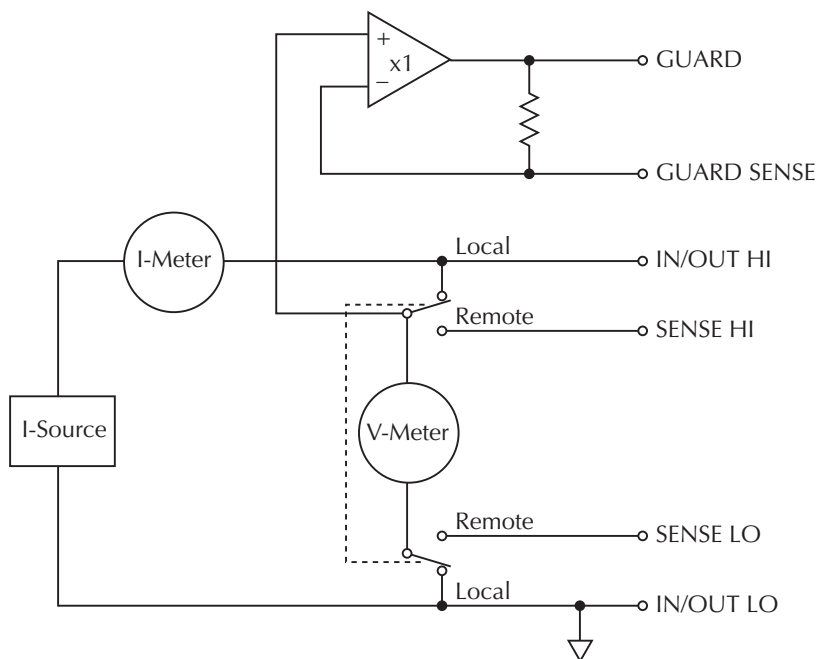 +
x1
−
GUARD
GUARD SENSE
I-Meter
Local
IN/OUT HI
Remote
SENSE HI
I-Source
V-Meter
Remote
SENSE LO
Local
IN/OUT LO